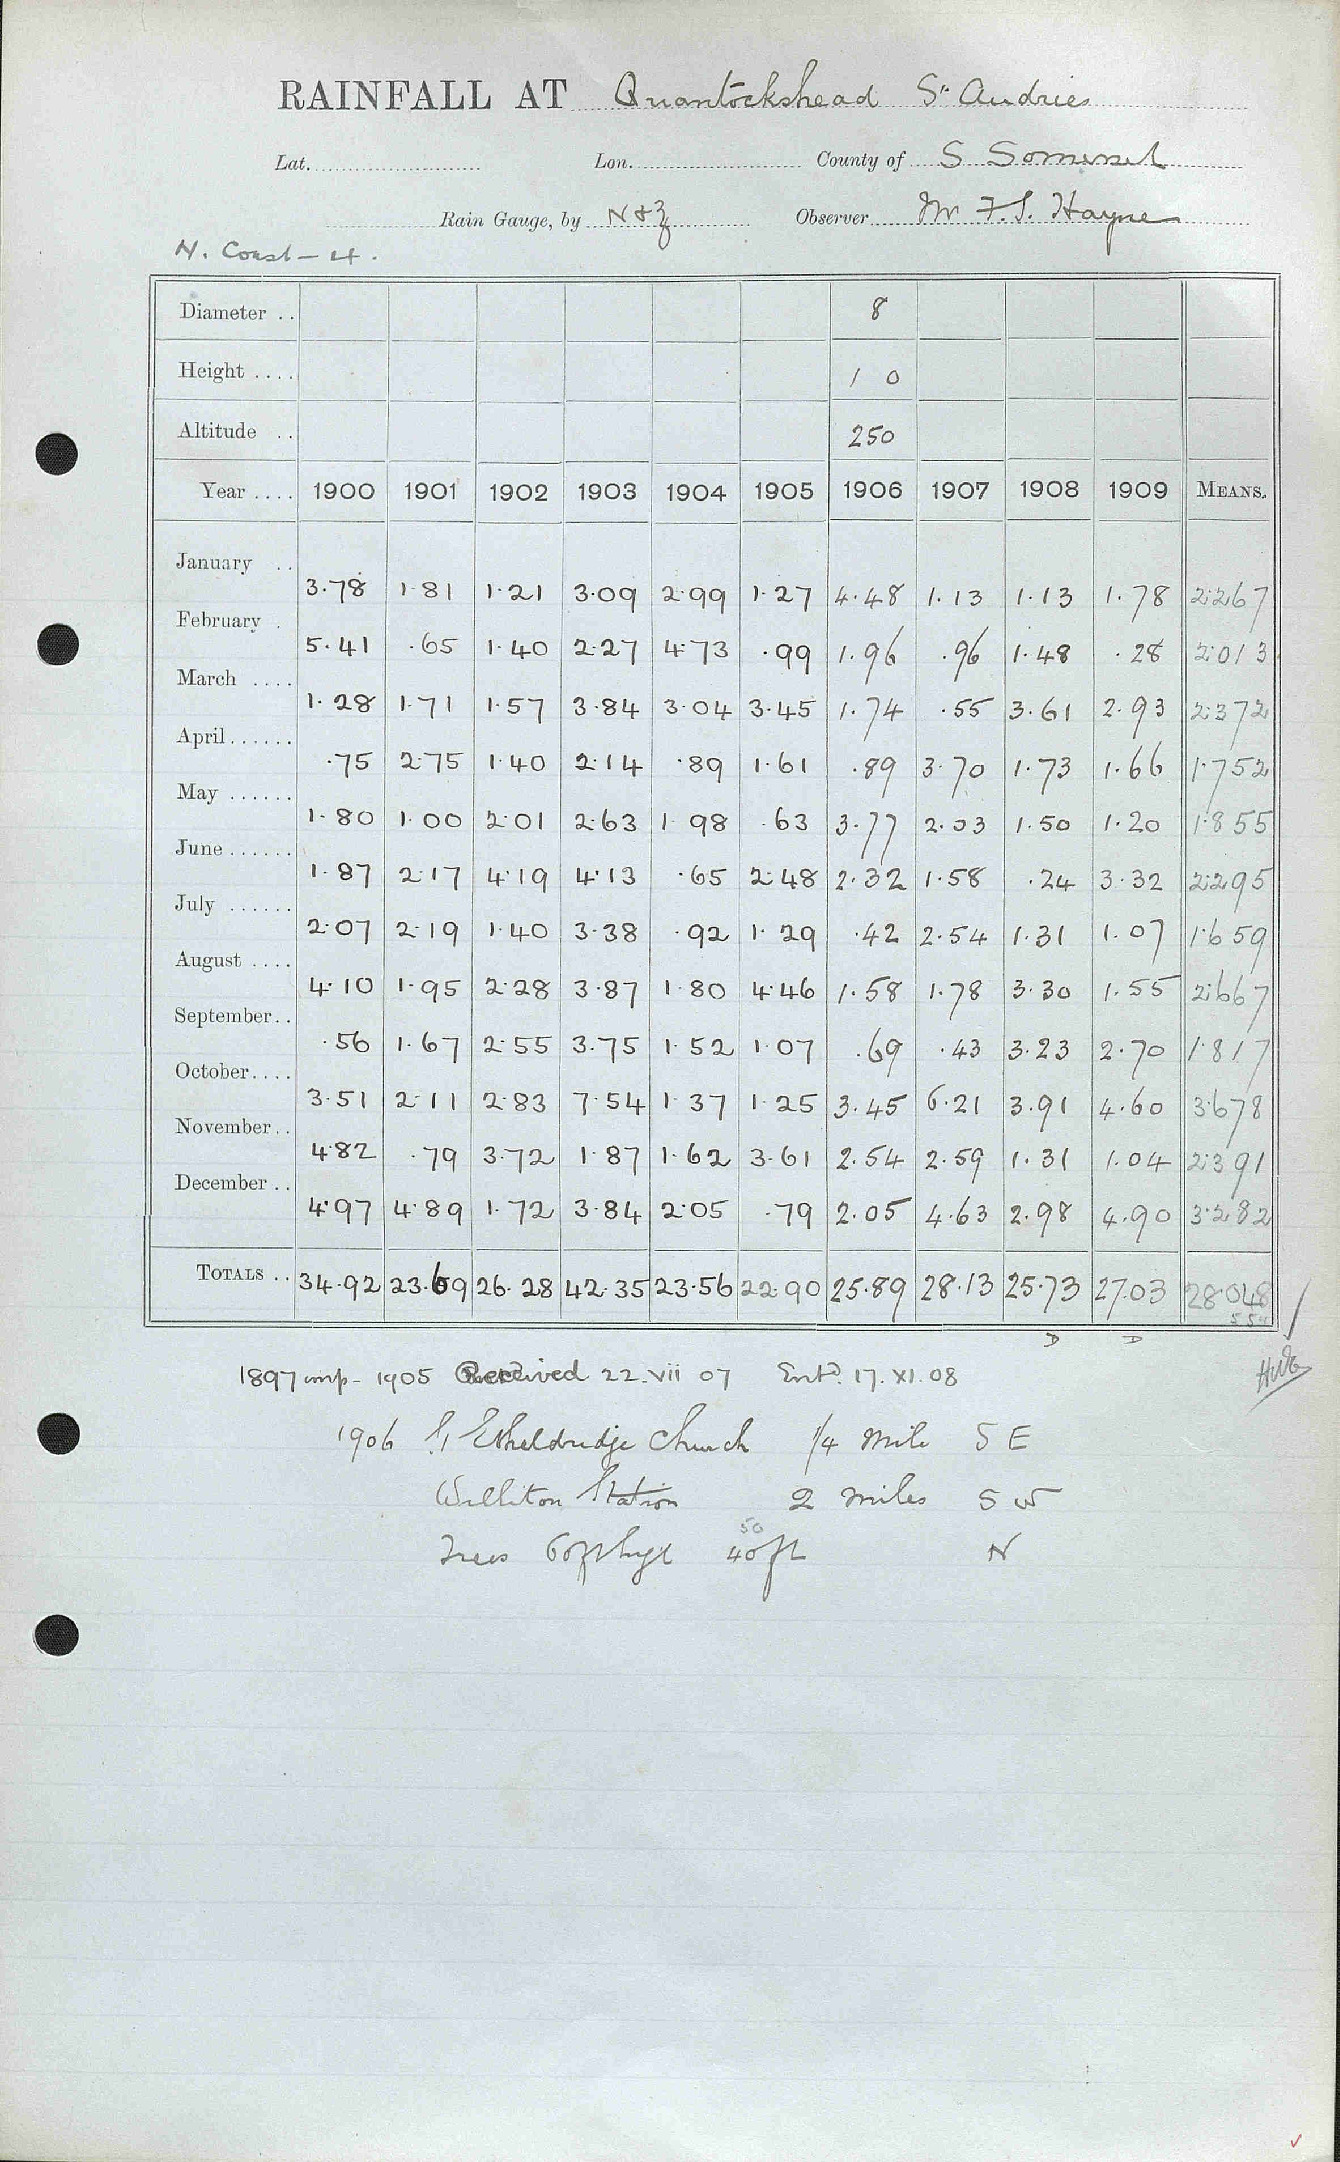 RAINFALL AT Quantockshead St. Audries
Lat. Lon. County of S Somerset
Rain Gauge, by N & Z Observer Mr F. S. Hayne
N. Coast - 4.
Diameter .. 8
Height .... 1 0
Altitude .. 250
Year .... 1900 1901 1902 1903 1904 1905 1906 1907 1908 1909 MEANS.
January .. 3.78 1.81 1.21 3.09 2.99 1.27 4.48 1.13 1.13 1.78 2.267
February . 5.41 .65 1.40 2.27 4.73 .99 1.96 .96 1.48 .28 2.013
March .... 1.28 1.71 1.57 3.84 3.04 3.45 1.74 .55 3.61 2.93 2.372
April...... .75 2.75 1.40 2.14 .89 1.61 .89 3.70 1.73 1.66 1.752
May ...... 1.80 1.00 2.01 2.63 1.98 .63 3.77 2.03 1.50 1.20 1.855
June...... 1.87 2.17 4.19 4.13 .65 2.48 2.32 1.58 .24 3.32 2.295
July ...... 2.07 2.19 1.40 3.38 .92 1.29 .42 2.54 1.31 1.07 1.659
August .... 4.10 1.95 2.28 3.87 1.80 4.46 1.58 1.78 3.30 1.55 2.667
September.. .56 1.67 2.55 3.75 1.52 1.07 .69 .43 3.23 2.70 1.817
October.... 3.51 2.11 2.83 7.54 1.37 1.25 3.45 6.21 3.91 4.60 3.678
November.. 4.82 .79 3.72 1.87 1.62 3.61 2.54 2.59 1.31 1.04 2.391
December .. 4.97 4.89 1.72 3.84 2.05 .79 2.05 4.63 2.98 4.90 3.282
TOTALS .. 34.92 23.69 26.28 42.35 23.56 22.90 25.89 28.13 25.73 27.03 28.048
D D
1897 imp - 1905 Received 22.vii 07 Entd. 17. XI. 08
1906 St Etheldridge Church 1/4 mile S E
Williton Station 2 miles S W
Trees 60ft high 40ft N
50